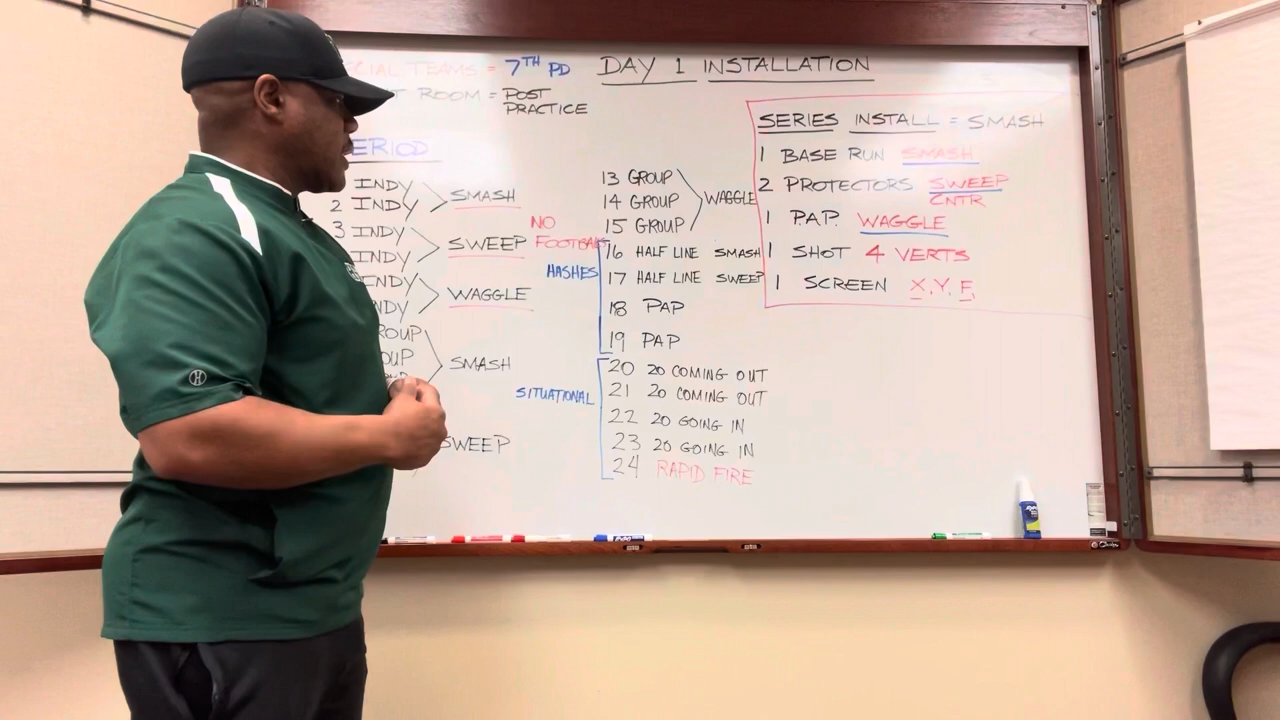 CIAL TEAMS = 7TH PD
T ROOM = POST
PRACTICE
DAY 1 INSTALLATION
ERIOD
INDY
2 INDY
SMASH
3 INDY
INDY
SWEEP
NO
FOOTBALL
INDY
NDY
WAGGLE
ROUP
OUP
SMASH
SWEEP
13 GROUP
14 GROUP
15 GROUP
WAGGLE
HASHES
16 HALF LINE SMASH
17 HALF LINE SWEEP
18 PAP
19 PAP
SITUATIONAL
20 20 COMING OUT
21 20 COMING OUT
22 20 GOING IN
23 20 GOING IN
24 RAPID FIRE
SERIES INSTALL = SMASH
1 BASE RUN SMASH
2 PROTECTORS SWEEP
CNTR
1 P.A.P. WAGGLE
1 SHOT 4 VERTS
1 SCREEN X, Y, F,
EXPO